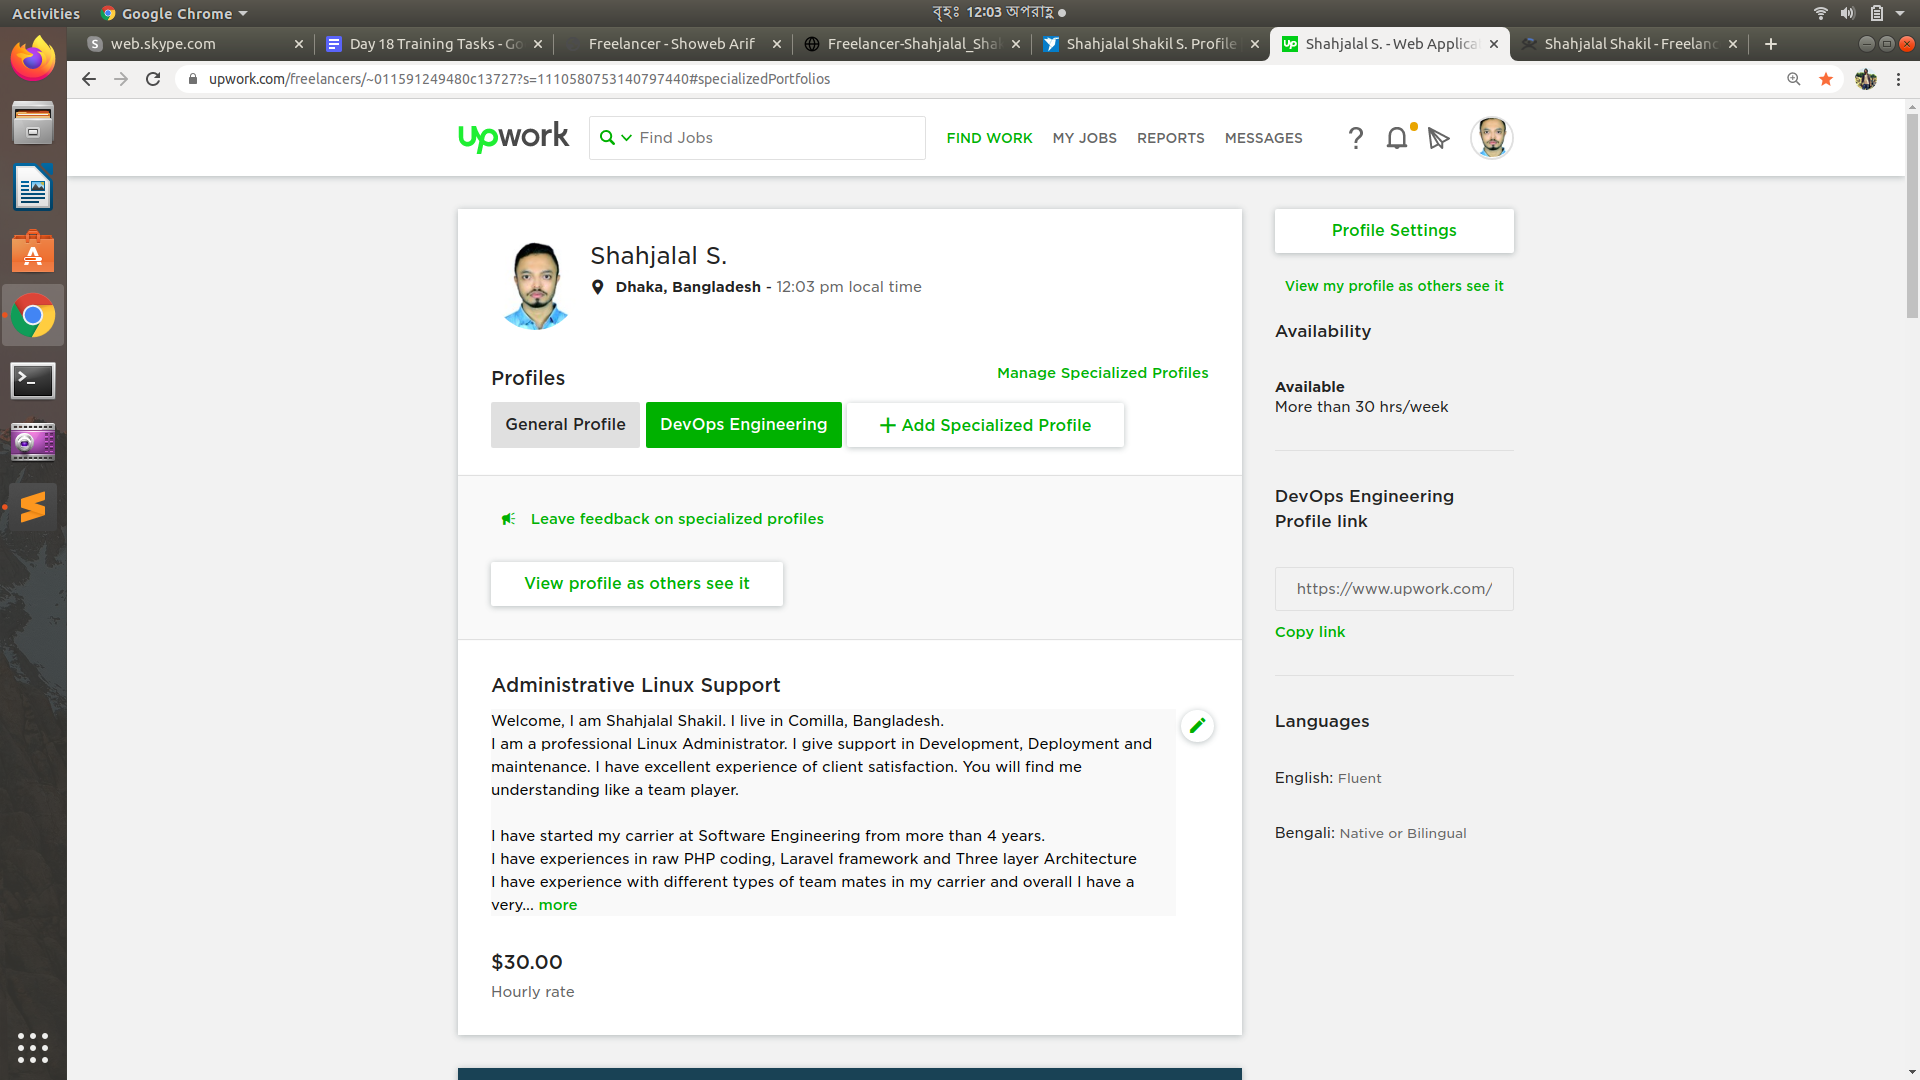 Activities
Google Chrome
বৃহঃ 12:03 অপরাহ্ণ
web.skype.com
Day 18 Training Tasks - Go
Freelancer - Showeb Arif
Freelancer-Shahjalal_Sha
Shahjalal Shakil S. Profile
Shahjalal S. - Web Applica
Shahjalal Shakil - Freelanc
upwork.com/freelancers/~011591249480c13727?s=1110580753140797440#specializedPortfolios
upwork
Find Jobs
FIND WORK
MY JOBS
REPORTS
MESSAGES
Shahjalal S.
Dhaka, Bangladesh - 12:03 pm local time
Profiles
Manage Specialized Profiles
General Profile
DevOps Engineering
Add Specialized Profile
Leave feedback on specialized profiles
View profile as others see it
Administrative Linux Support
Welcome, I am Shahjalal Shakil. I live in Comilla, Bangladesh.
I am a professional Linux Administrator. I give support in Development, Deployment and
maintenance. I have excellent experience of client satisfaction. You will find me
understanding like a team player.
I have started my carrier at Software Engineering from more than 4 years.
I have experiences in raw PHP coding, Laravel framework and Three layer Architecture
I have experience with different types of team mates in my carrier and overall I have a
very... more
$30.00
Hourly rate
Profile Settings
View my profile as others see it
Availability
Available
More than 30 hrs/week
DevOps Engineering
Profile link
https://www.upwork.com/
Copy link
Languages
English: Fluent
Bengali: Native or Bilingual